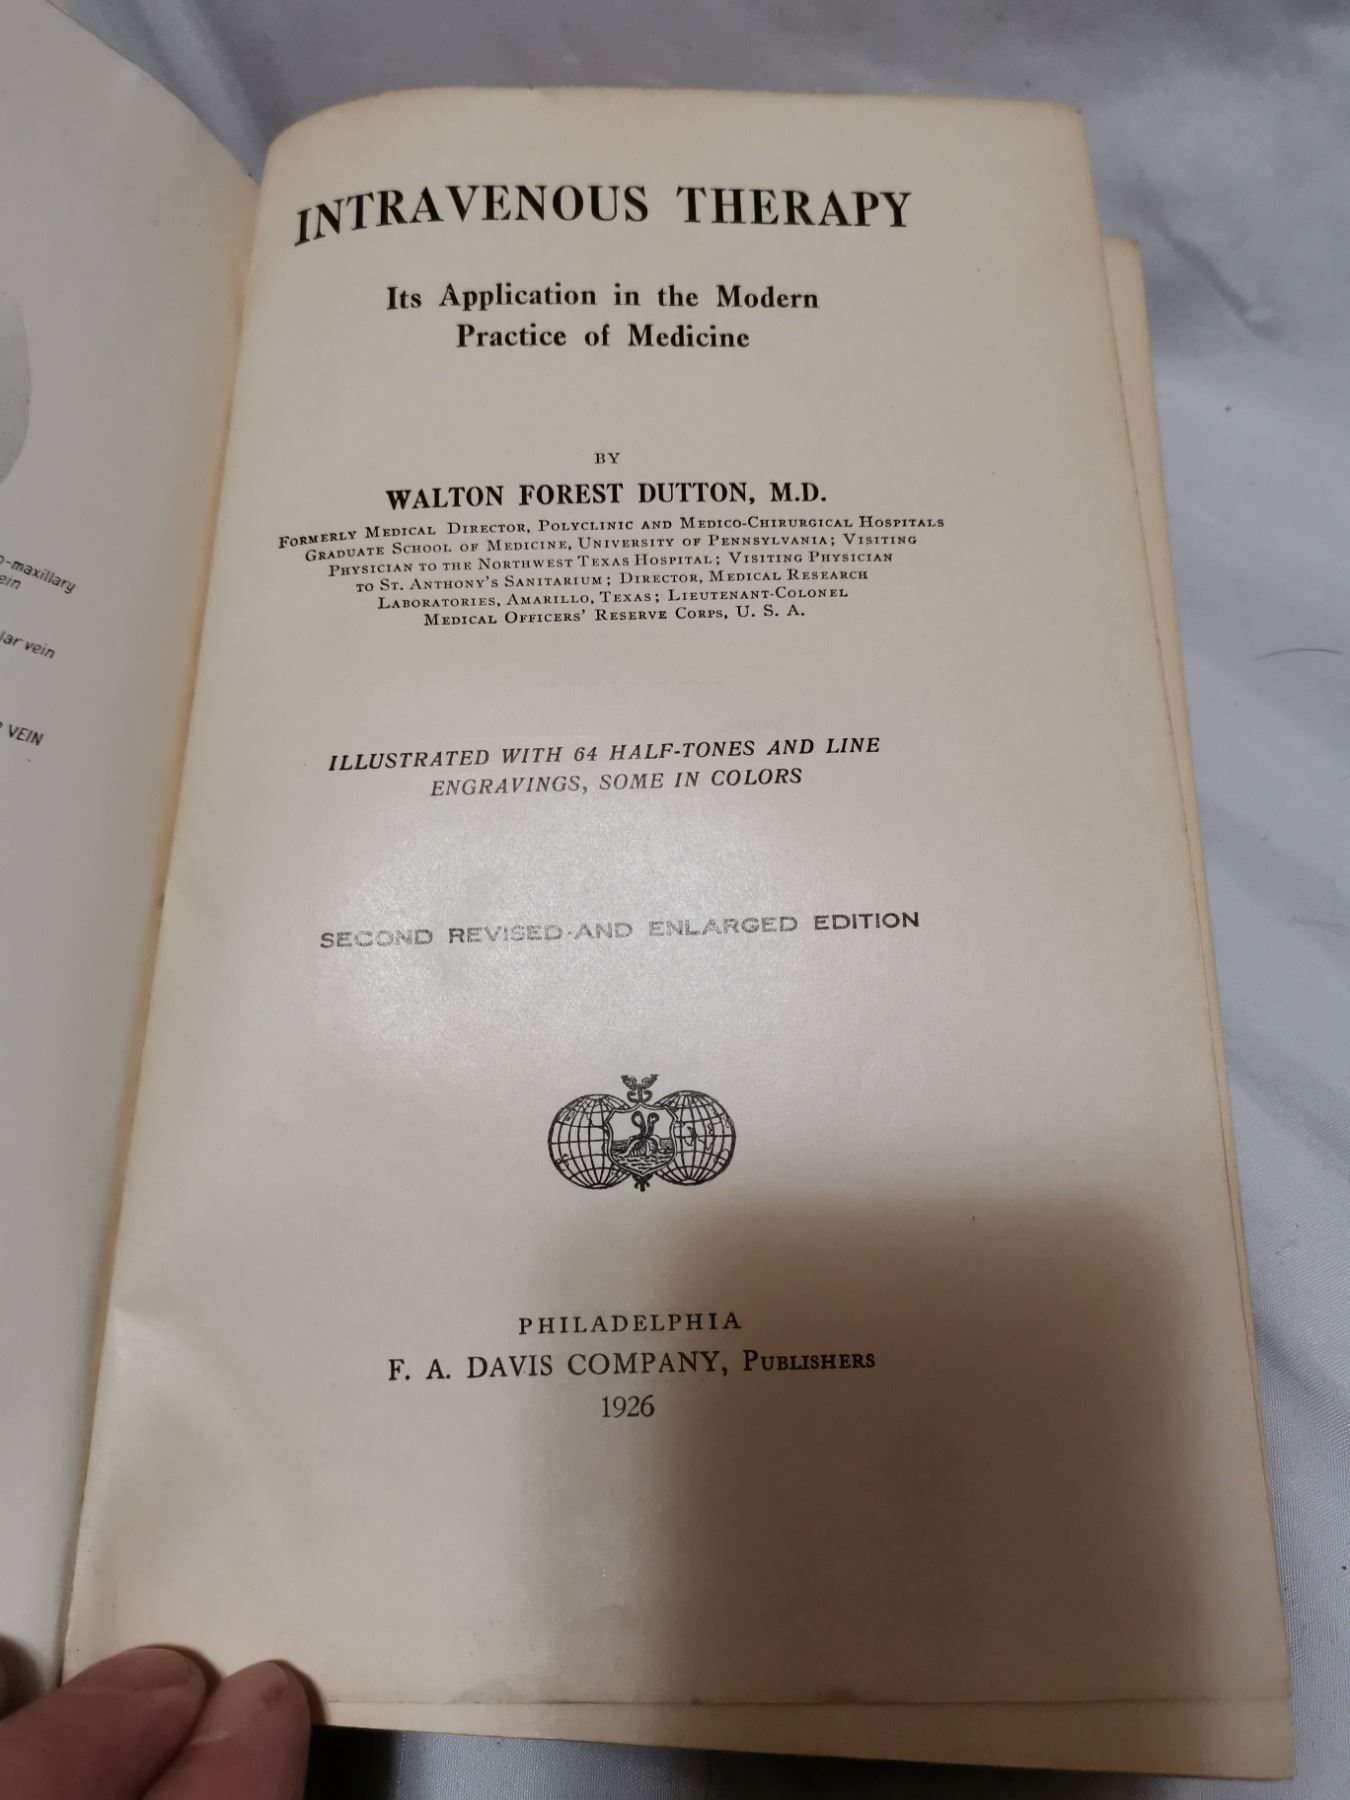 maxillary
vein
VEIN
INTRAVENOUS THERAPY
Its Application in the Modern
Practice of Medicine
BY
WALTON FOREST DUTTON, M.D.
FORMERLY MEDICAL DIRECTOR, POLYCLINIC AND MEDICO-CHIRURGICAL HOSPITALS
GRADUATE SCHOOL OF MEDICINE, UNIVERSITY OF PENNSYLVANIA; VISITING
PHYSICIAN TO THE NORTHWEST TEXAS HOSPITAL; VISITING PHYSICIAN
TO ST. ANTHONY'S SANITARIUM; DIRECTOR, MEDICAL RESEARCH
LABORATORIES, AMARILLO, TEXAS; LIEUTENANT-COLONEL
MEDICAL OFFICERS' RESERVE CORPS, U. S. A.
ILLUSTRATED WITH 64 HALF-TONES AND LINE
ENGRAVINGS, SOME IN COLORS
SECOND REVISED AND ENLARGED EDITION
PHILADELPHIA
F. A. DAVIS COMPANY, PUBLISHERS
1926